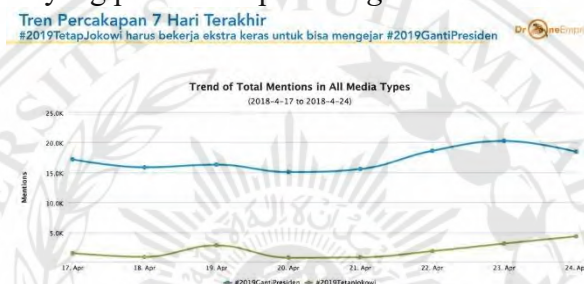 Tren Percakapan 7 Hari Terakhir
#2019TetapJokowi harus bekerja ekstra keras untuk bisa mengejar #2019GantiPresiden
Trend of Total Mentions in All Media Types
(2018-4-17 to 2018-4-24)
25.0K
20.0K
15.0K
10.0K
5.0K
Mentions
17. Apr 18. Apr 19. Apr 20. Apr 21. Apr 22. Apr 23. Apr 24. Apr
#2019GantiPresiden #2019TetapJokowi